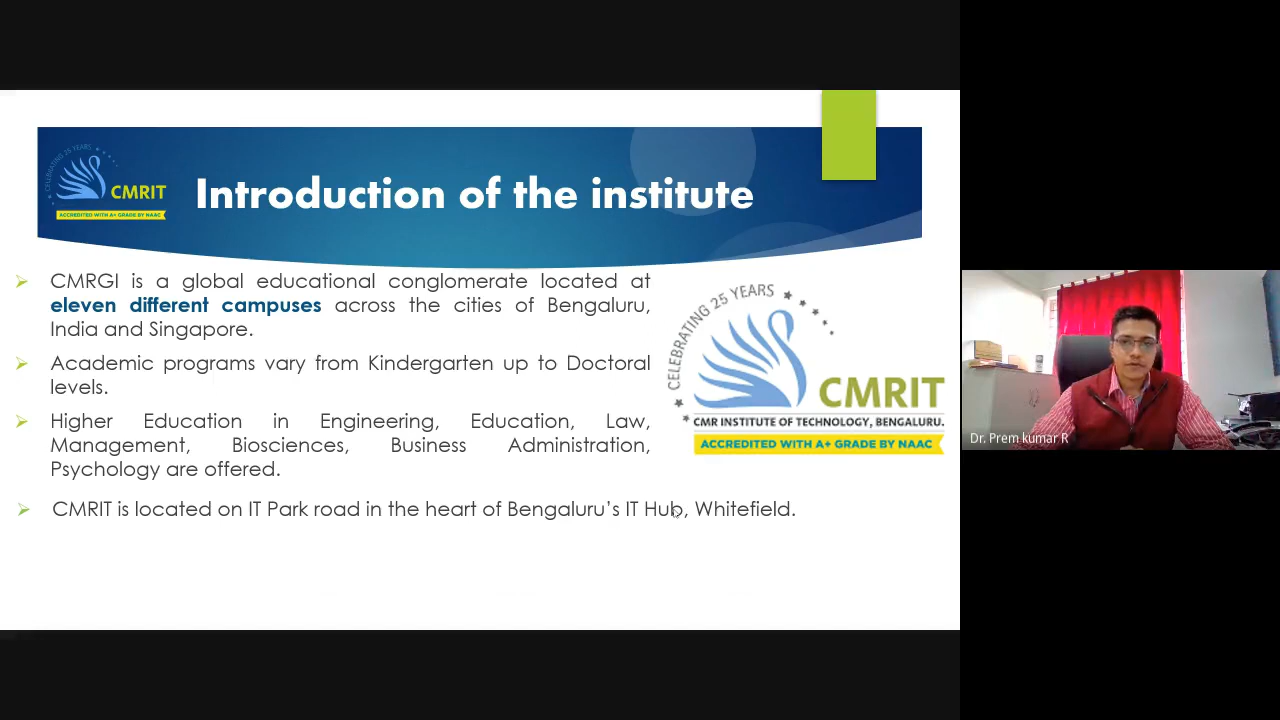 CELEBRATING 25 YEARS
CMRIT
ACCREDITED WITH A+ GRADE BY NAAC
Introduction of the institute
CMRGI is a global educational conglomerate located at
eleven different campuses across the cities of Bengaluru,
India and Singapore.
Academic programs vary from Kindergarten up to Doctoral
levels.
Higher Education in Engineering, Education, Law,
Management, Biosciences, Business Administration,
Psychology are offered.
CMRIT is located on IT Park road in the heart of Bengaluru’s IT Hub, Whitefield.
CELEBRATING 25 YEARS
CMRIT
CMR INSTITUTE OF TECHNOLOGY, BENGALURU.
ACCREDITED WITH A+ GRADE BY NAAC
Dr. Prem kumar R